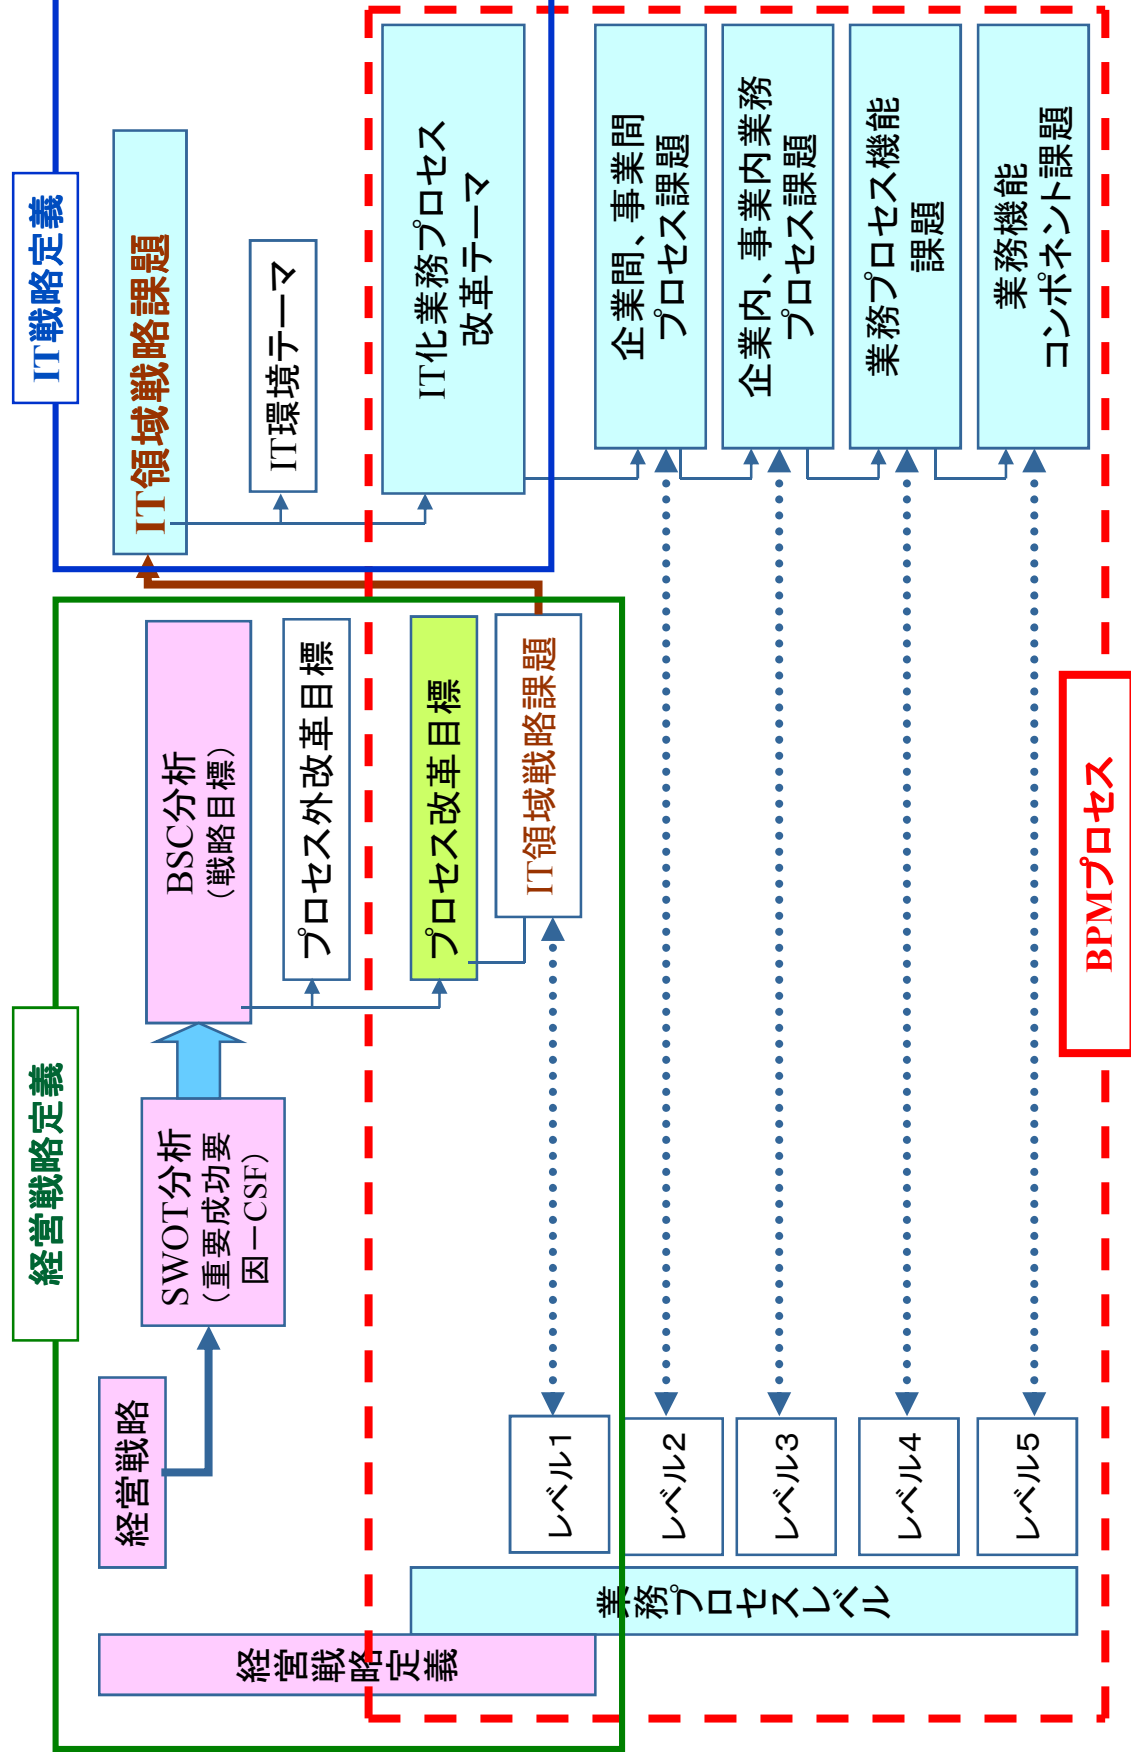 経営戦略定義
IT戦略定義
経営戦略
SWOT分析
（重要成功要
因－CSF）
BSC分析
（戦略目標）
IT領域戦略課題
プロセス外改革目標
IT環境テーマ
プロセス改革目標
IT化業務プロセス
改革テーマ
IT領域戦略課題
経営戦略定義
業務プロセスレベル
レベル1
レベル2
企業間、事業間
プロセス課題
レベル3
企業内、事業内業務
プロセス課題
レベル4
業務プロセス機能
課題
レベル5
業務機能
コンポネント課題
BPMプロセス